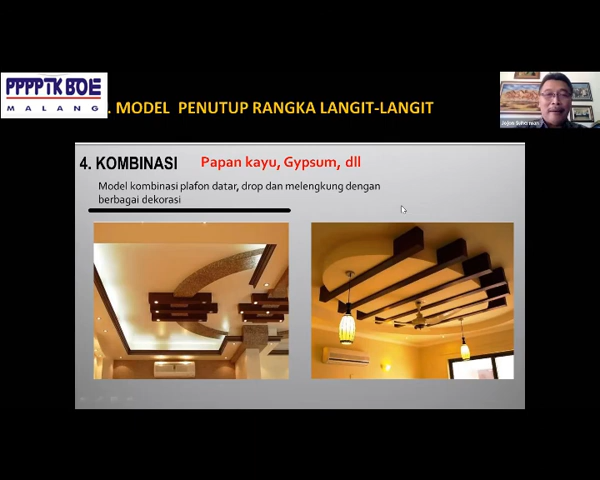 PPPPTK BOE
MALANG
. MODEL PENUTUP RANGKA LANGIT-LANGIT
4. KOMBINASI Papan kayu, Gypsum, dll
Model kombinasi plafon datar, drop dan melengkung dengan
berbagai dekorasi